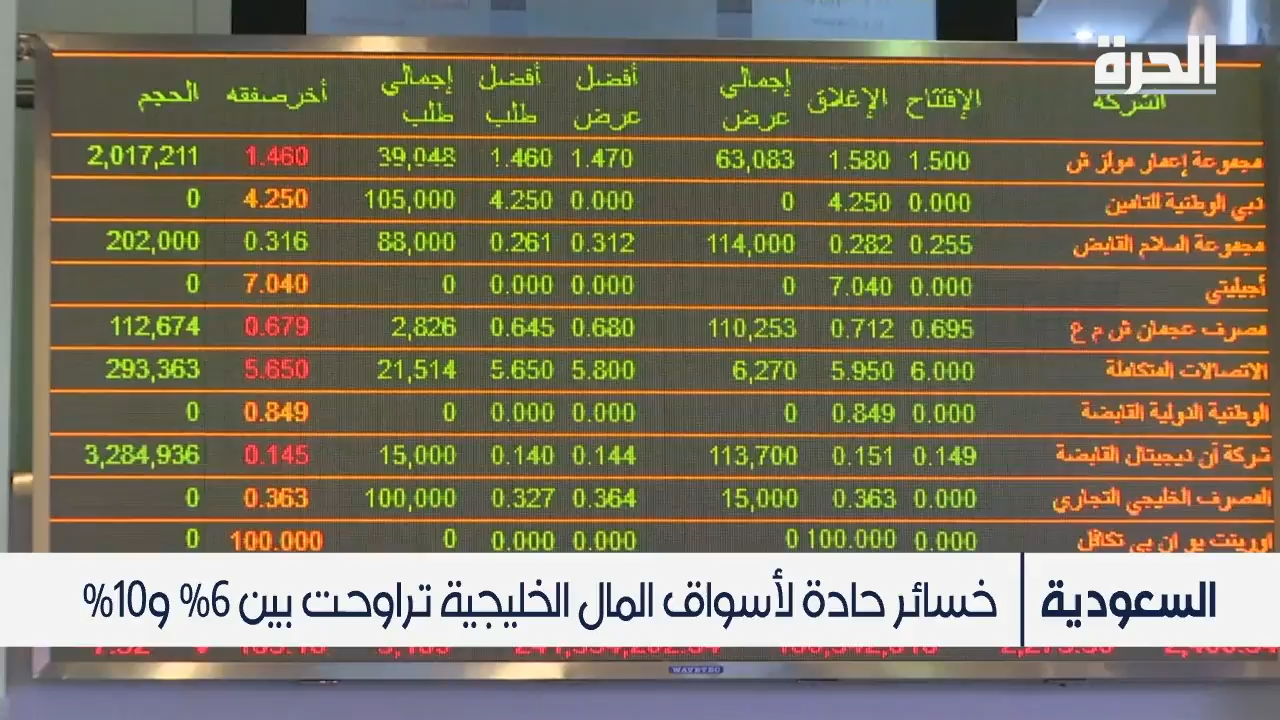 الحرة
الشركة الإفتتاح الإغلاق إجمالي عرض أفضل عرض أفضل طلب إجمالي طلب أخرصفقه الحجم
مجموعة إعمار موارز ش 1.500 1.580 63,083 1.470 1.460 39,048 1.460 2,017,211
دبي الوطنية للتامين 0.000 4.250 0 0.000 4.250 105,000 4.250 0
مجموعة السلام القابض 0.255 0.282 114,000 0.312 0.261 88,000 0.316 202,000
أجيليتي 0.000 7.040 0 0.000 0.000 0 7.040 0
مصرف عجمان ش م ع 0.695 0.712 110,253 0.680 0.645 2,826 0.679 112,674
الاتصالات المتكاملة 6.000 5.950 6,270 5.800 5.650 21,514 5.650 293,363
الوطنية الدولية القابضة 0.000 0.849 0 0.000 0.000 0 0.849 0
شركة أن ديجيتال القابضة 0.149 0.151 113,700 0.144 0.140 15,000 0.145 3,284,936
المصرف الخليجي التجاري 0.000 0.363 15,000 0.364 0.327 100,000 0.363 0
اورينت يو ان بي تكافل 0.000 100.000 0 0.000 0.000 0 100.000 0
السعودية
خسائر حادة لأسواق المال الخليجية تراوحت بين 6% و10%
WAVETEC